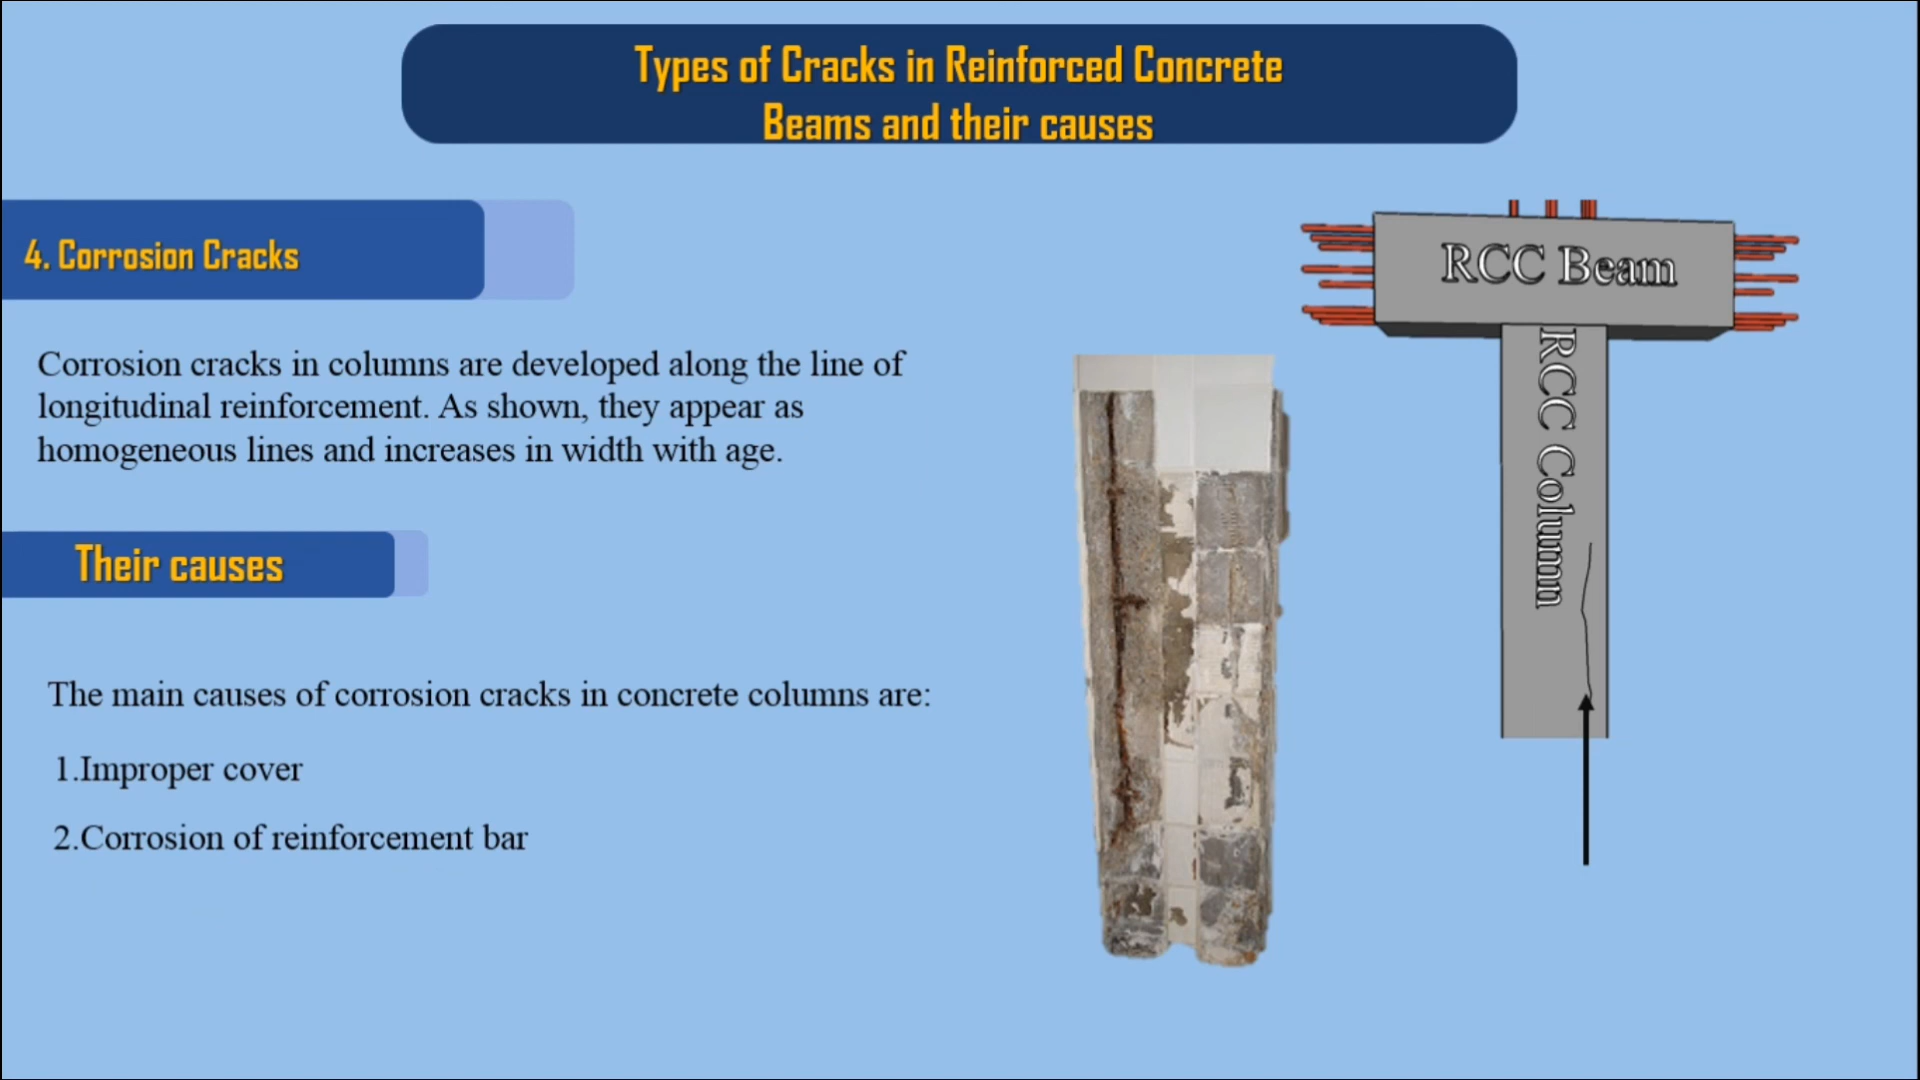 Types of Cracks in Reinforced Concrete
Beams and their causes
4. Corrosion Cracks
Corrosion cracks in columns are developed along the line of
longitudinal reinforcement. As shown, they appear as
homogeneous lines and increases in width with age.
Their causes
The main causes of corrosion cracks in concrete columns are:
1.Improper cover
2.Corrosion of reinforcement bar
RCC Beam
RCC Column